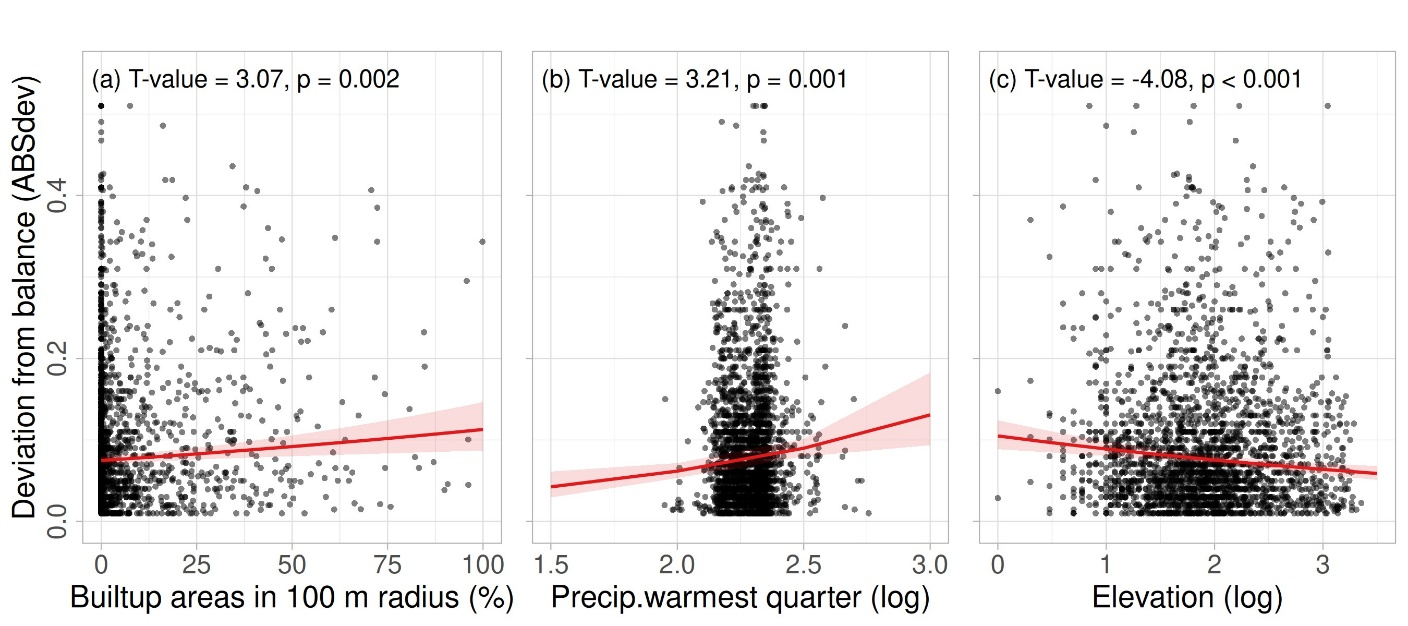 (a) T-value = 3.07, p = 0.002
(b) T-value = 3.21, p = 0.001
(c) T-value = -4.08, p < 0.001
Deviation from balance (ABSdev)
0.4
0.2
0.0
0 25 50 75 100
1.5 2.0 2.5 3.0
0 1 2 3
Builtup areas in 100 m radius (%)
Precip.warmest quarter (log)
Elevation (log)